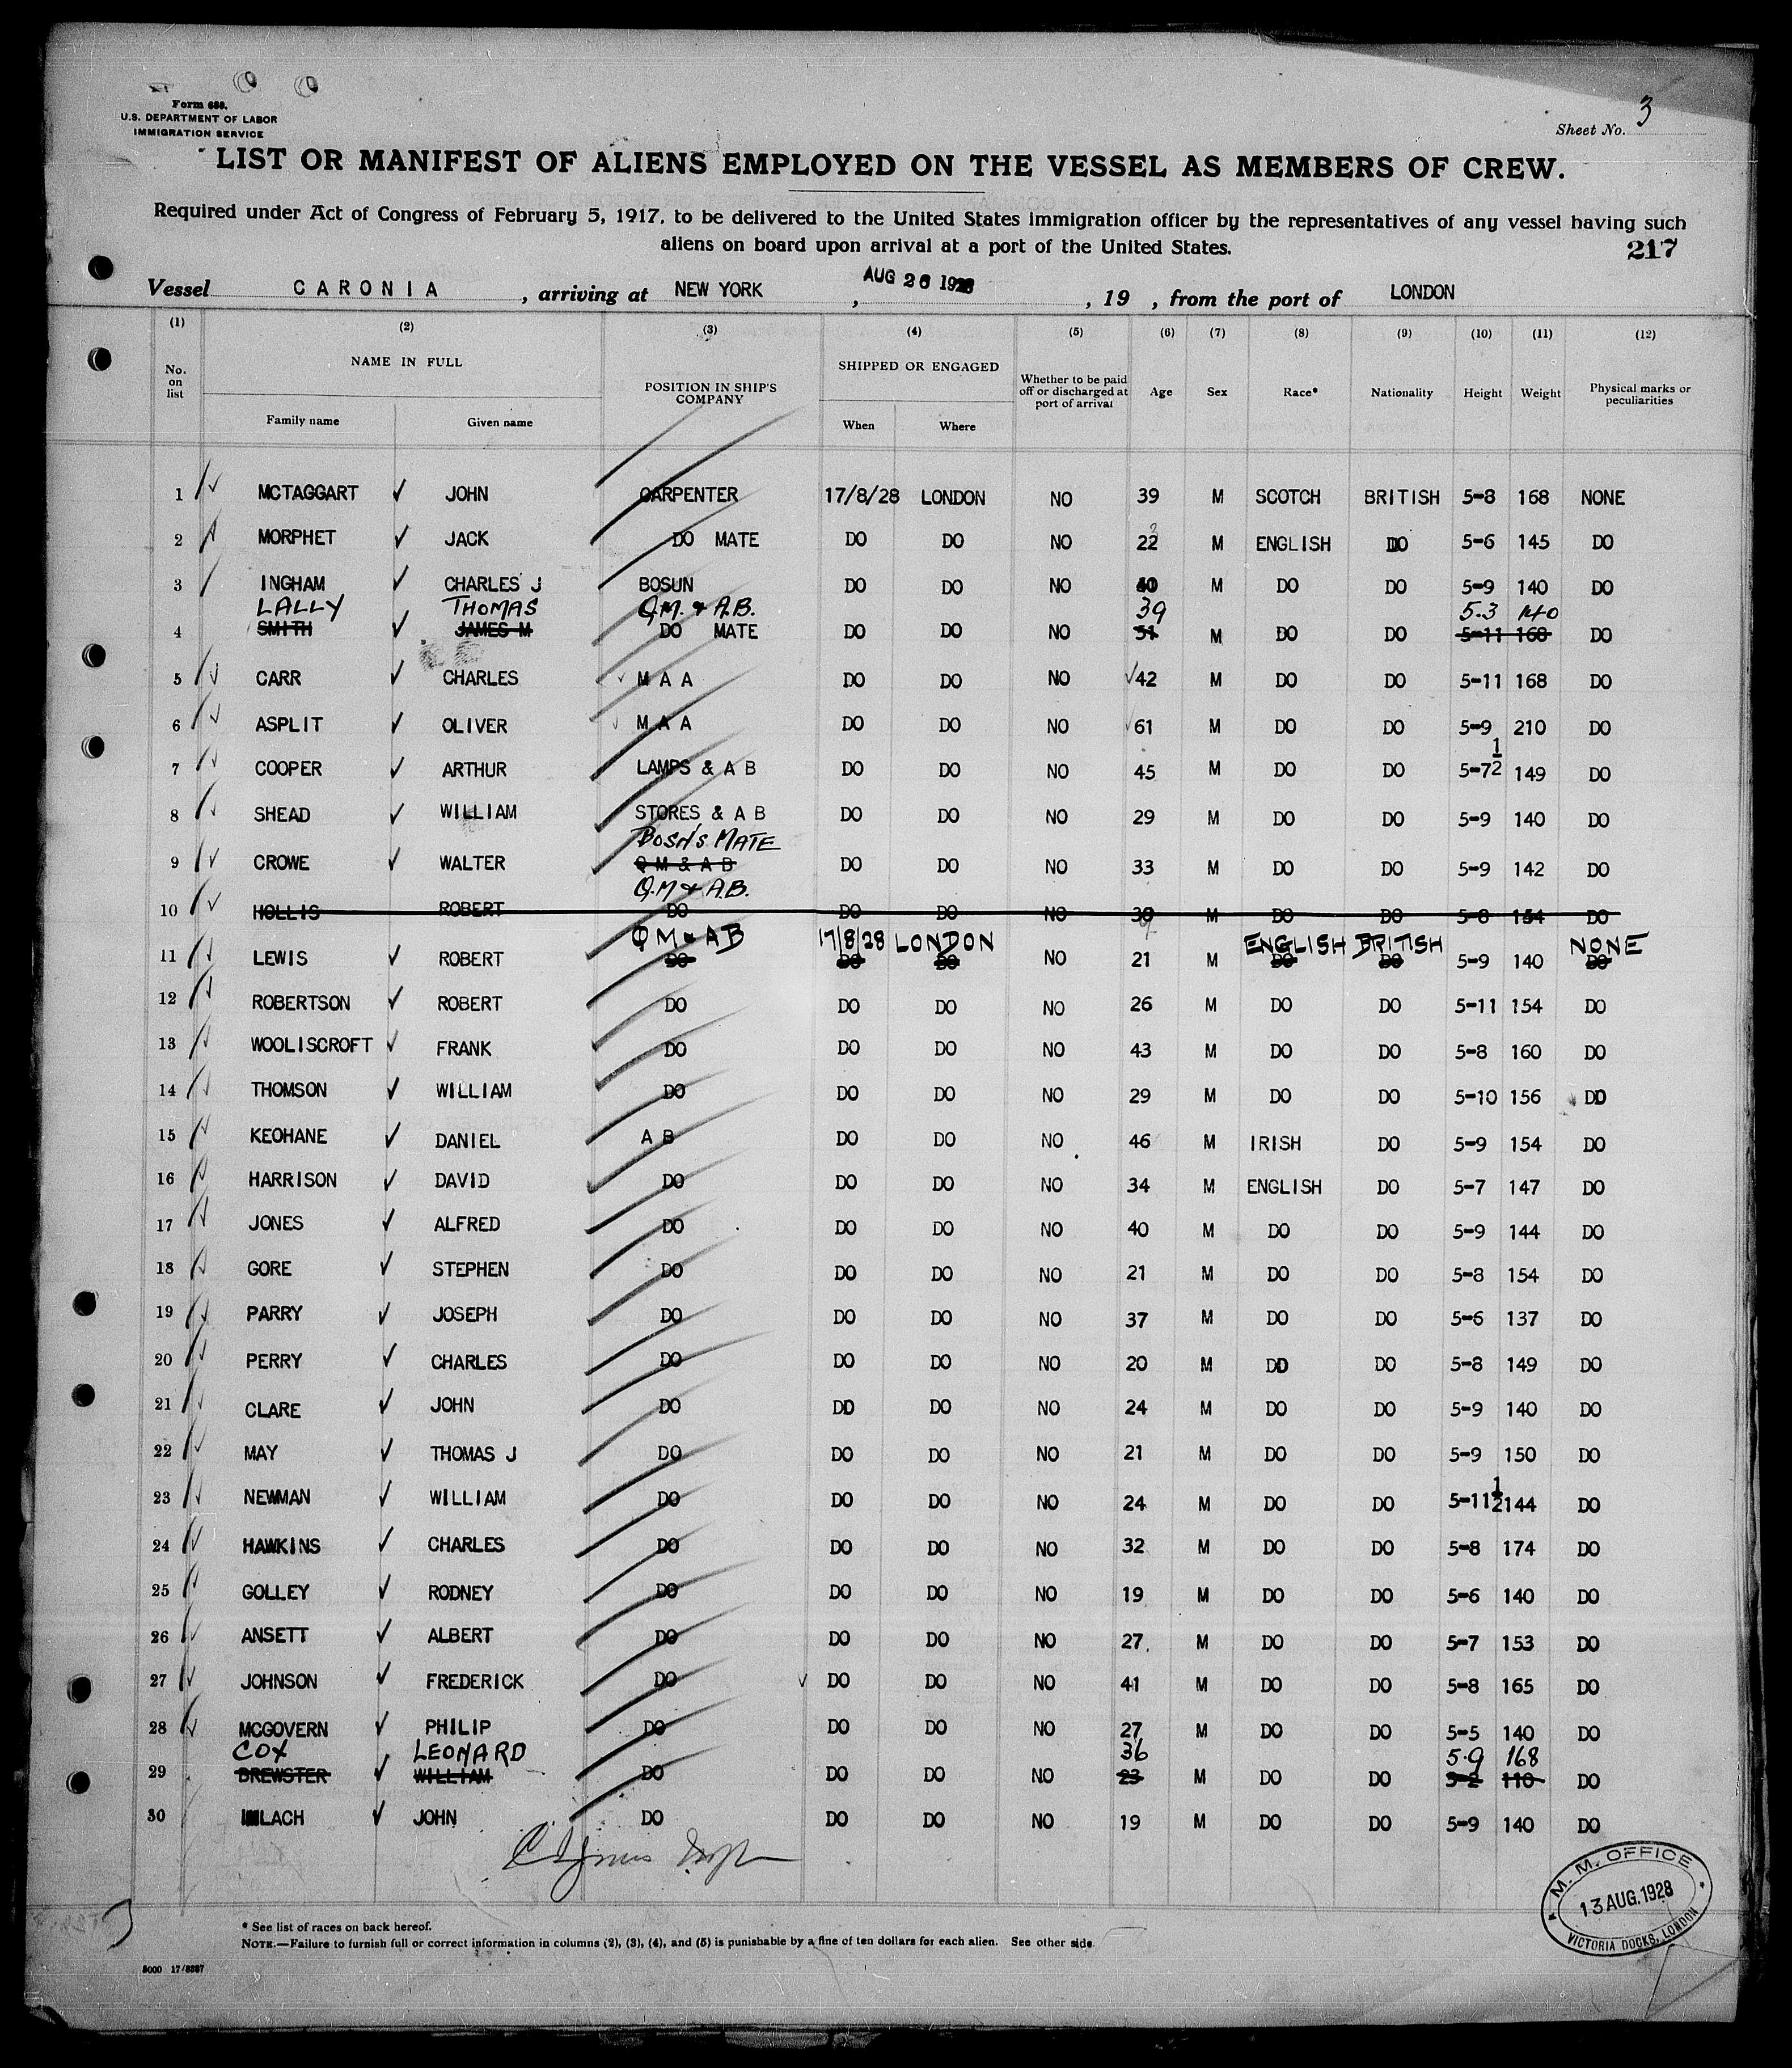 Form 680.
U.S. DEPARTMENT OF LABOR
IMMIGRATION SERVICE
Sheet No. 3
LIST OR MANIFEST OF ALIENS EMPLOYED ON THE VESSEL AS MEMBERS OF CREW.
Required under Act of Congress of February 5, 1917, to be delivered to the United States immigration officer by the representatives of any vessel having such
aliens on board upon arrival at a port of the United States.
217
Vessel CARONIA, arriving at NEW YORK, AUG 26 1928, 19 , from the port of LONDON
(1) (2) (3) (4) (5) (6) (7) (8) (9) (10) (11) (12)
No. on list NAME IN FULL Family name Given name POSITION IN SHIP'S COMPANY SHIPPED OR ENGAGED When Where Whether to be paid off or discharged at port of arrival Age Sex Race* Nationality Height Weight Physical marks or peculiarities
1 MCTAGGART JOHN CARPENTER 17/8/28 LONDON NO 39 M SCOTCH BRITISH 5-8 168 NONE
2 MORPHET JACK DO MATE DO DO NO 22 M ENGLISH DO 5-6 145 DO
3 INGHAM CHARLES J BOSUN DO DO NO 40 M DO DO 5-9 140 DO
LALLY THOMAS Q.M. & A.B. 39 5.3 140
4 SMITH JAMES M DO MATE DO DO NO 51 M DO DO 5-11 168 DO
5 CARR CHARLES M A A DO DO NO 42 M DO DO 5-11 168 DO
6 ASPLIT OLIVER M A A DO DO NO 61 M DO DO 5-9 210 DO
7 COOPER ARTHUR LAMPS & A B DO DO NO 45 M DO DO 5-7 1/2 149 DO
8 SHEAD WILLIAM STORES & A B DO DO NO 29 M DO DO 5-9 140 DO
BOSN'S MATE
9 CROWE WALTER Q M & A B DO DO NO 33 M DO DO 5-9 142 DO
Q.M & A.B.
10 HOLLIS ROBERT DO DO DO NO 39 M DO DO 5-8 154 DO
Q M & A B 17/8/28 LONDON ENGLISH BRITISH NONE
11 LEWIS ROBERT DO DO DO NO 21 M DO DO 5-9 140 DO
12 ROBERTSON ROBERT DO DO DO NO 26 M DO DO 5-11 154 DO
13 WOOLISCROFT FRANK DO DO DO NO 43 M DO DO 5-8 160 DO
14 THOMSON WILLIAM DO DO DO NO 29 M DO DO 5-10 156 DO
15 KEOHANE DANIEL A B DO DO NO 46 M IRISH DO 5-9 154 DO
16 HARRISON DAVID DO DO DO NO 34 M ENGLISH DO 5-7 147 DO
17 JONES ALFRED DO DO DO NO 40 M DO DO 5-9 144 DO
18 GORE STEPHEN DO DO DO NO 21 M DO DO 5-8 154 DO
19 PARRY JOSEPH DO DO DO NO 37 M DO DO 5-6 137 DO
20 PERRY CHARLES DO DO DO NO 20 M DO DO 5-8 149 DO
21 CLARE JOHN DO DO DO NO 24 M DO DO 5-9 140 DO
22 MAY THOMAS J DO DO DO NO 21 M DO DO 5-9 150 DO
23 NEWMAN WILLIAM DO DO DO NO 24 M DO DO 5-11 1/2 144 DO
24 HAWKINS CHARLES DO DO DO NO 32 M DO DO 5-8 174 DO
25 GOLLEY RODNEY DO DO DO NO 19 M DO DO 5-6 140 DO
26 ANSETT ALBERT DO DO DO NO 27 M DO DO 5-7 153 DO
27 JOHNSON FREDERICK DO DO DO NO 41 M DO DO 5-8 165 DO
28 MCGOVERN PHILIP DO DO DO NO 27 M DO DO 5-5 140 DO
COX LEONARD 36 5.9 168
29 BREWSTER WILLIAM DO DO DO NO 23 M DO DO 5-2 110 DO
30 IMLACH JOHN DO DO DO NO 19 M DO DO 5-9 140 DO
M. M. OFFICE
13 AUG. 1928
VICTORIA DOCKS, LONDON
* See list of races on back hereof.
NOTE.—Failure to furnish full or correct information in columns (2), (3), (4), and (5) is punishable by a fine of ten dollars for each alien. See other side.
5000 17/8287